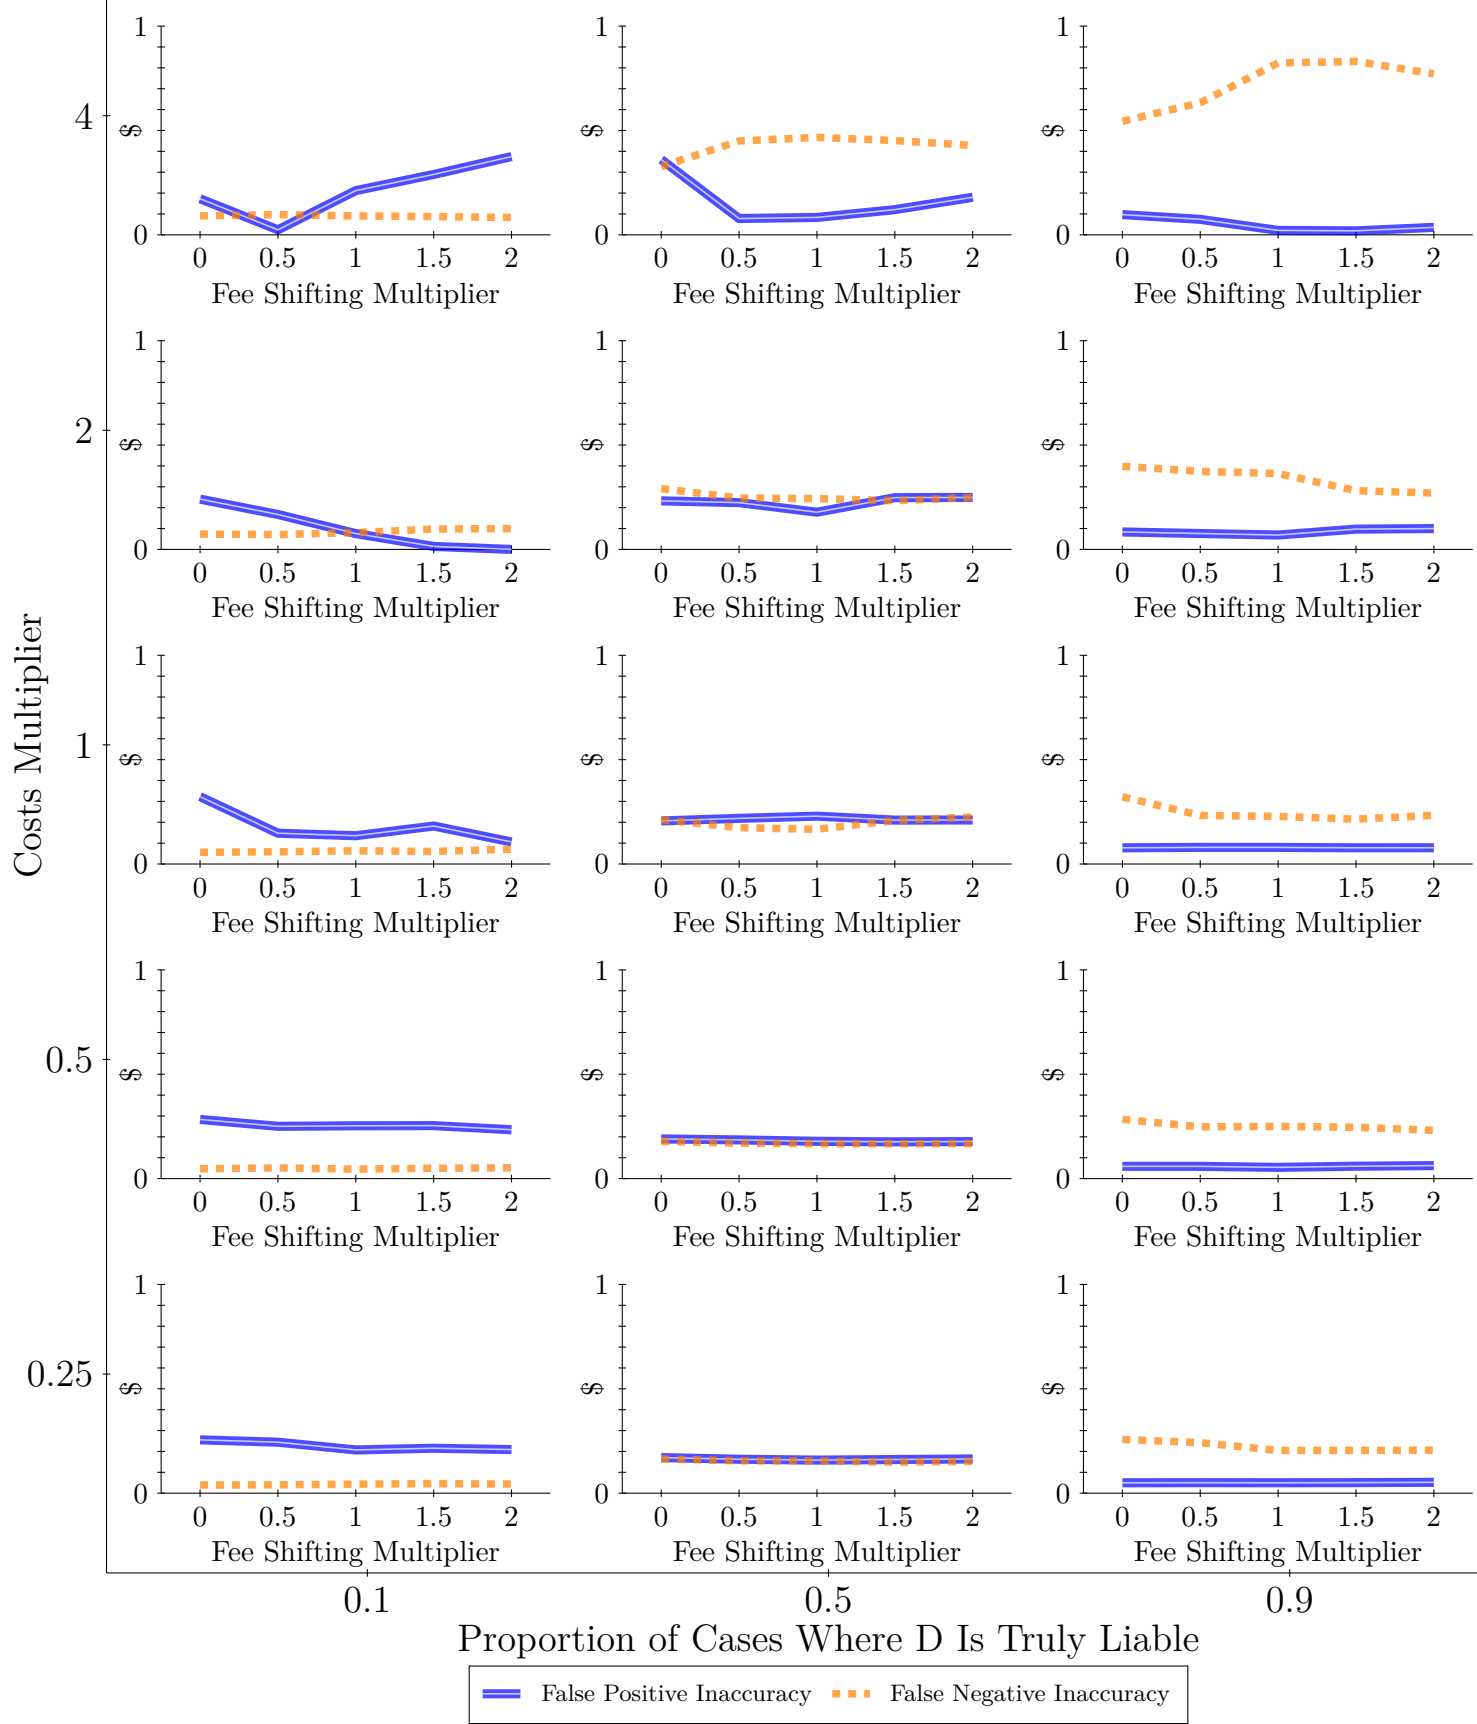 1
$
0
0 0.5 1 1.5 2
Fee Shifting Multiplier
1
$
0
0 0.5 1 1.5 2
Fee Shifting Multiplier
1
$
0
0 0.5 1 1.5 2
Fee Shifting Multiplier
4
1
$
0
0 0.5 1 1.5 2
Fee Shifting Multiplier
1
$
0
0 0.5 1 1.5 2
Fee Shifting Multiplier
1
$
0
0 0.5 1 1.5 2
Fee Shifting Multiplier
2
Costs Multiplier
1
$
0
0 0.5 1 1.5 2
Fee Shifting Multiplier
1
$
0
0 0.5 1 1.5 2
Fee Shifting Multiplier
1
$
0
0 0.5 1 1.5 2
Fee Shifting Multiplier
1
1
$
0
0 0.5 1 1.5 2
Fee Shifting Multiplier
1
$
0
0 0.5 1 1.5 2
Fee Shifting Multiplier
1
$
0
0 0.5 1 1.5 2
Fee Shifting Multiplier
0.5
1
$
0
0 0.5 1 1.5 2
Fee Shifting Multiplier
1
$
0
0 0.5 1 1.5 2
Fee Shifting Multiplier
1
$
0
0 0.5 1 1.5 2
Fee Shifting Multiplier
0.25
0.1 0.5 0.9
Proportion of Cases Where D Is Truly Liable
False Positive Inaccuracy False Negative Inaccuracy